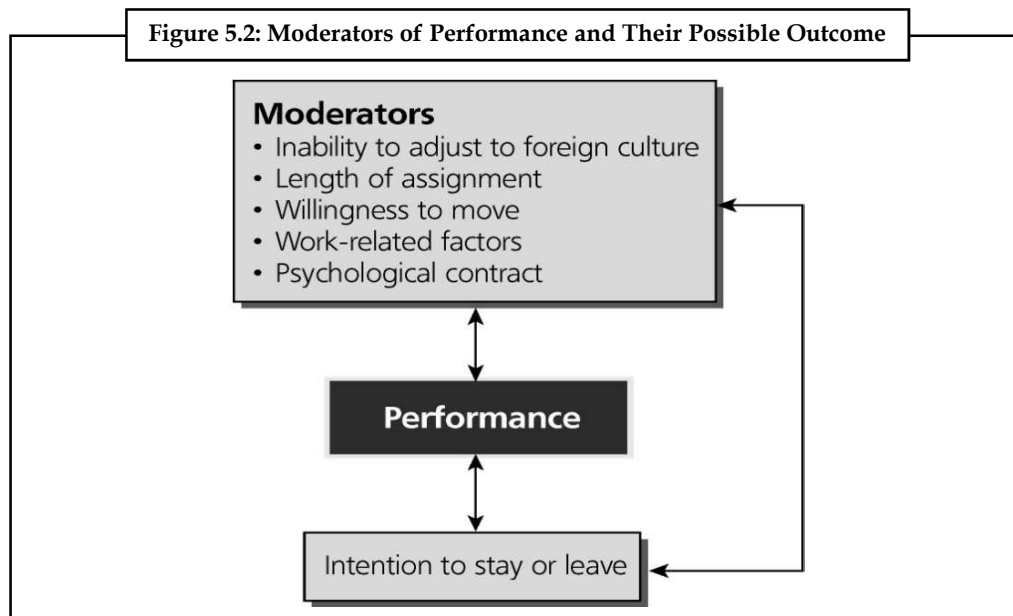 Figure 5.2: Moderators of Performance and Their Possible Outcome
Moderators
• Inability to adjust to foreign culture
• Length of assignment
• Willingness to move
• Work-related factors
• Psychological contract
Performance
Intention to stay or leave